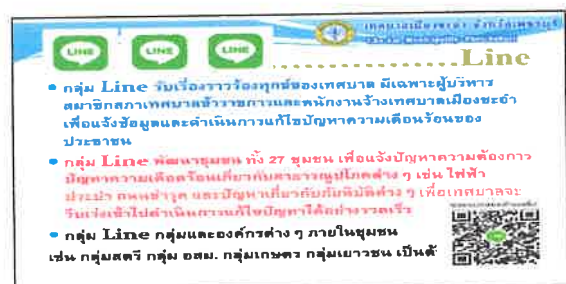 เทศบาลเมืองชะอำ จังหวัดเพชรบุรี
LINE LINE LINE
Line
• กลุ่ม Line รับเรื่องราวร้องทุกข์ของเทศบาล มีเฉพาะผู้บริหาร
สมาชิกสภาเทศบาลข้าราชการและพนักงานจ้างเทศบาลเมืองชะอำ
เพื่อแจ้งข้อมูลและดำเนินการแก้ไขปัญหาความเดือนร้อนของ
ประชาชน
• กลุ่ม Line พัฒนาชุมชน ทั้ง 27 ชุมชน เพื่อแจ้งปัญหาความต้องการ
ปัญหาความเดือดร้อนเกี่ยวกับสาธารณูปโภคต่าง ๆ เช่น ไฟฟ้า
ประปา ถนนชำรุด และปัญหาเกี่ยวกับภัยพิบัติต่าง ๆ เพื่อเทศบาลจะ
รีบเร่งเข้าไปดำเนินการแก้ไขปัญหาได้อย่างรวดเร็ว
• กลุ่ม Line กลุ่มและองค์กรต่าง ๆ ภายในชุมชน
เช่น กลุ่มสตรี กลุ่ม อสม. กลุ่มเกษตร กลุ่มเยาวชน เป็นต้